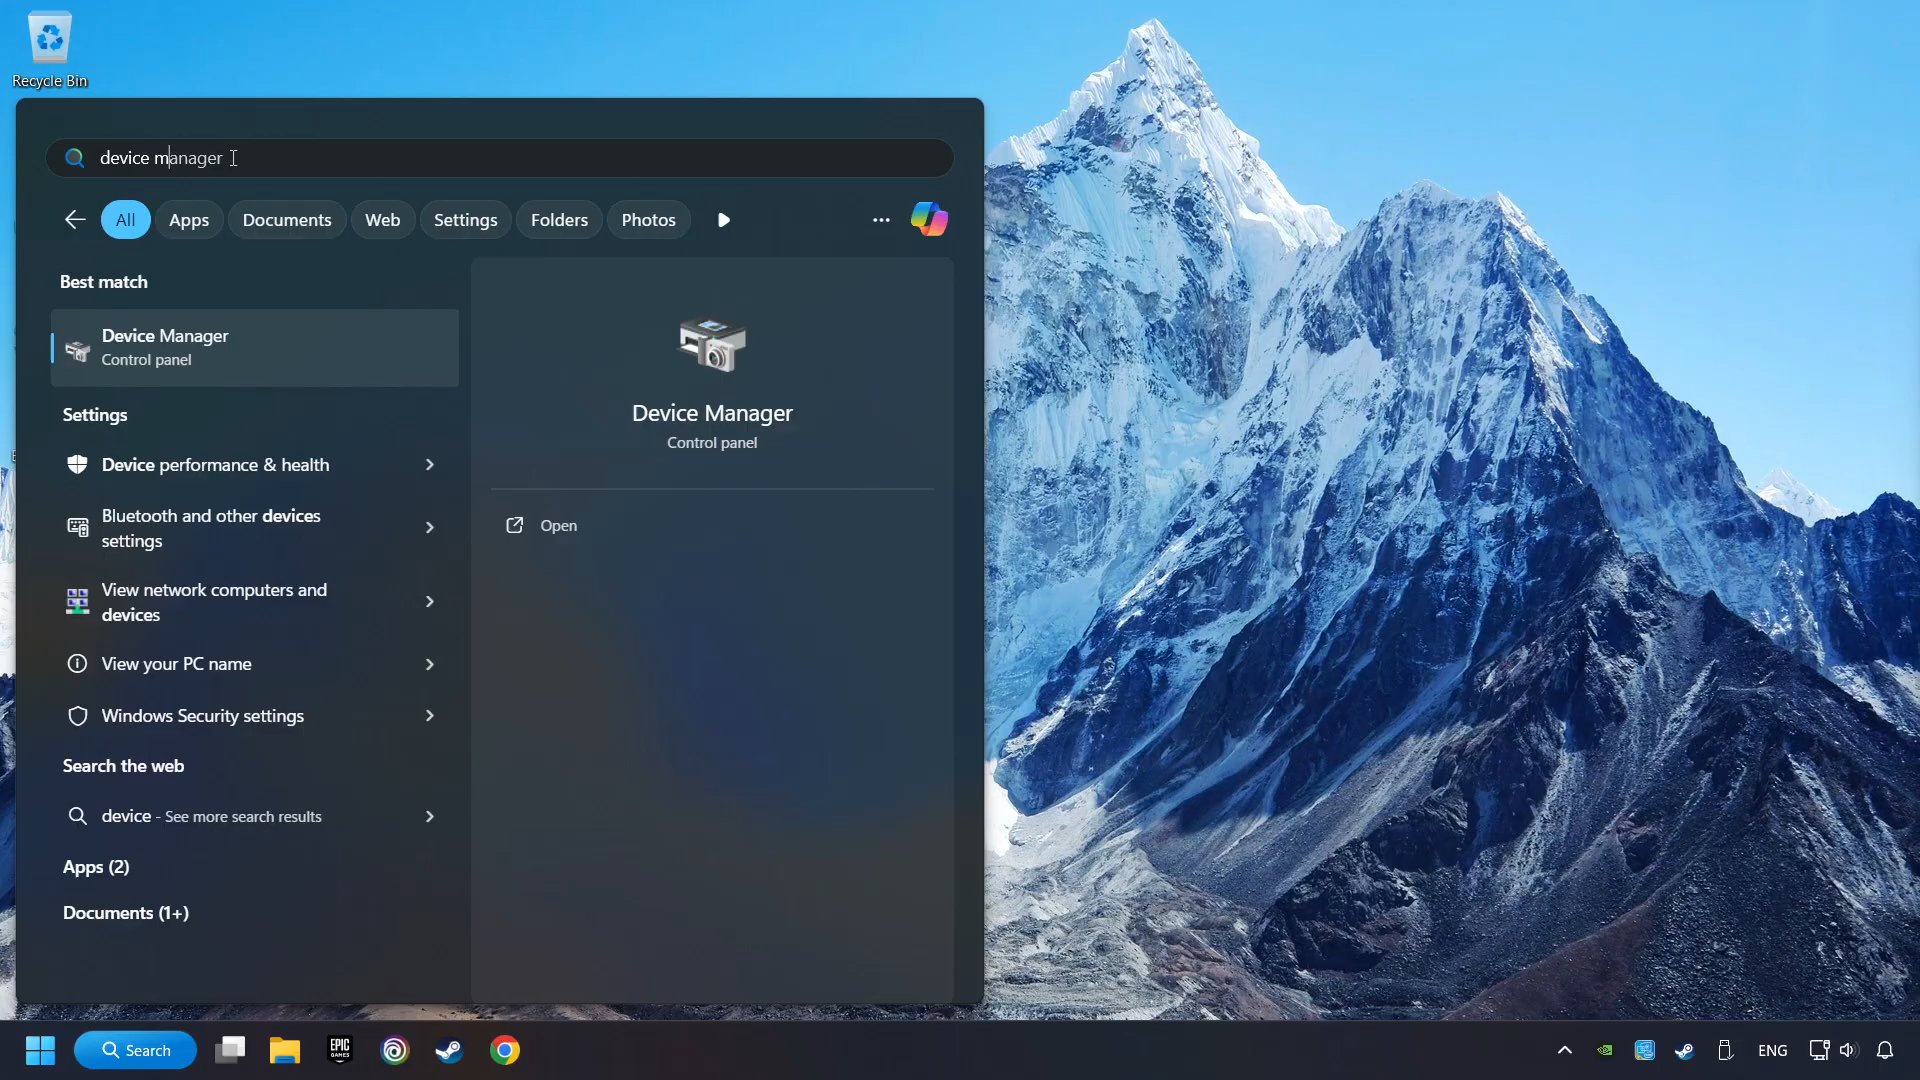 Recycle Bin
device manager
All
Apps
Documents
Web
Settings
Folders
Photos
Best match
Device Manager
Control panel
Settings
Device performance & health
Bluetooth and other devices
settings
View network computers and
devices
View your PC name
Windows Security settings
Search the web
device - See more search results
Apps (2)
Documents (1+)
Device Manager
Control panel
Open
Search
EPIC
GAMES
ENG